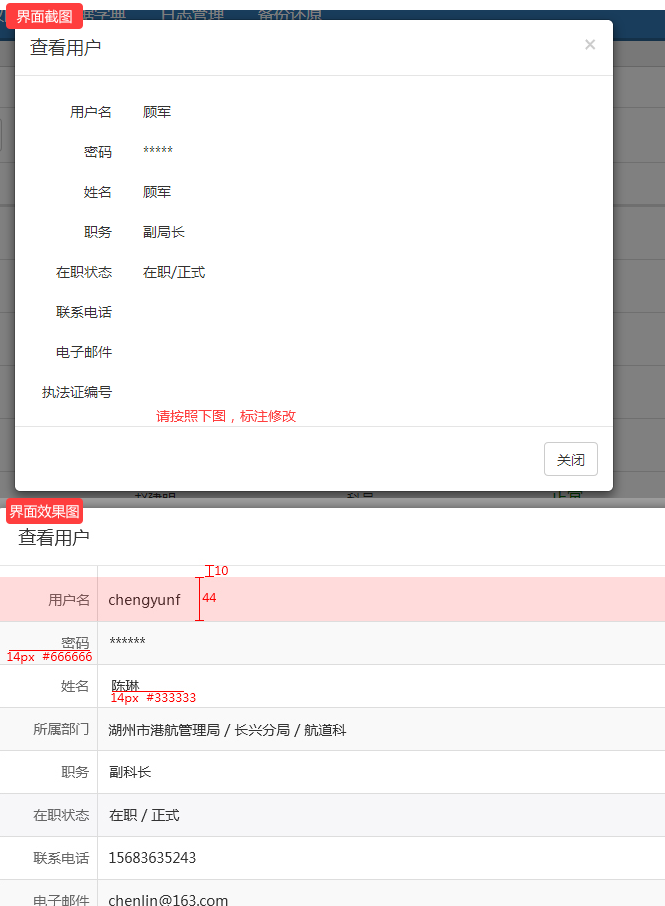 界面截图
日志管理 备份还原
查看用户 ×
用户名 顾军
密码 *****
姓名 顾军
职务 副局长
在职状态 在职/正式
联系电话
电子邮件
执法证编号
请按照下图，标注修改
关闭
界面效果图
查看用户
10
用户名 chengyunf 44
密码 ******
14px #666666
姓名 陈琳
14px #333333
所属部门 湖州市港航管理局 / 长兴分局 / 航道科
职务 副科长
在职状态 在职 / 正式
联系电话 15683635243
电子邮件 chenlin@163.com